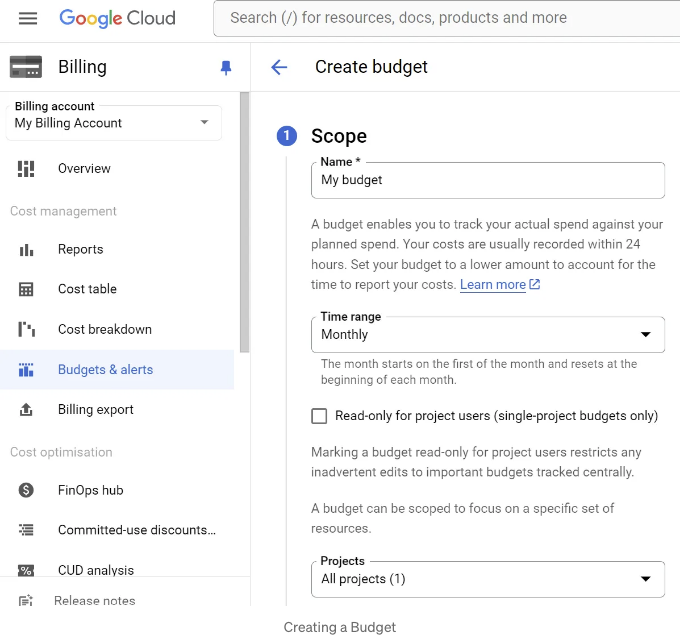 Google Cloud
Search (/) for resources, docs, products and more
Billing
Create budget
Billing account
My Billing Account
Overview
Cost management
Reports
Cost table
Cost breakdown
Budgets & alerts
Billing export
Cost optimisation
FinOps hub
Committed-use discounts...
CUD analysis
Release notes
1 Scope
Name *
My budget
A budget enables you to track your actual spend against your
planned spend. Your costs are usually recorded within 24
hours. Set your budget to a lower amount to account for the
time to report your costs. Learn more
Time range
Monthly
The month starts on the first of the month and resets at the
beginning of each month.
Read-only for project users (single-project budgets only)
Marking a budget read-only for project users restricts any
inadvertent edits to important budgets tracked centrally.
A budget can be scoped to focus on a specific set of
resources.
Projects
All projects (1)
Creating a Budget